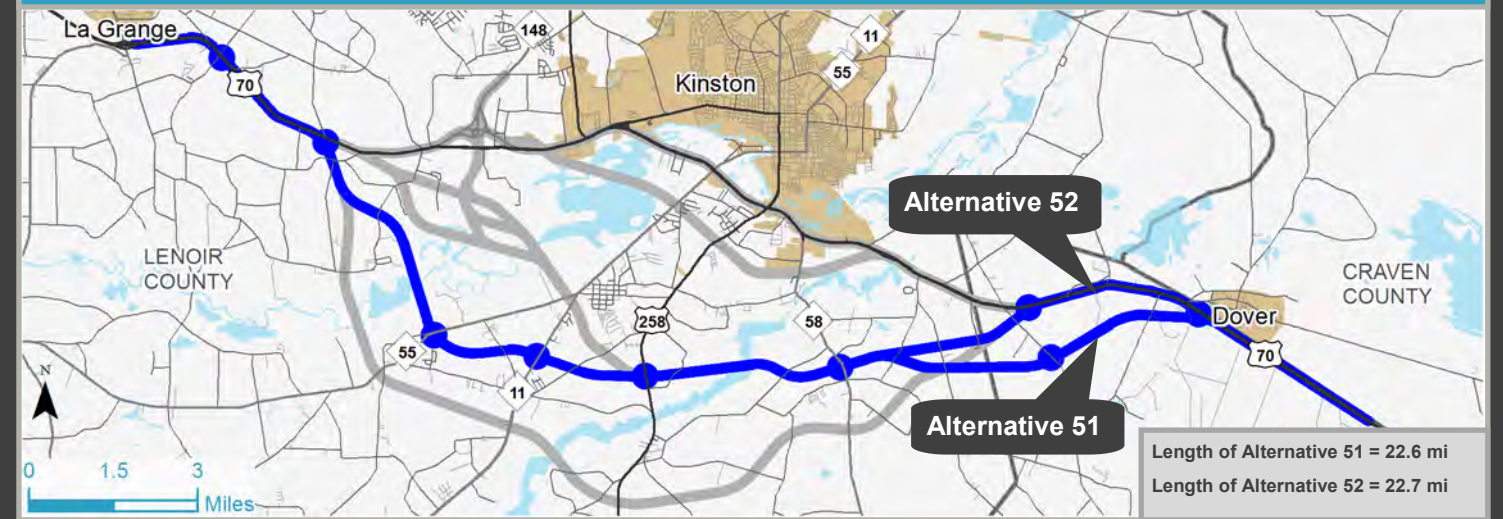 La Grange
148
11
70
55
Kinston
Alternative 52
LENOIR
COUNTY
CRAVEN
COUNTY
258
58
Dover
55
70
11
N
Alternative 51
0 1.5 3
Miles
Length of Alternative 51 = 22.6 mi
Length of Alternative 52 = 22.7 mi